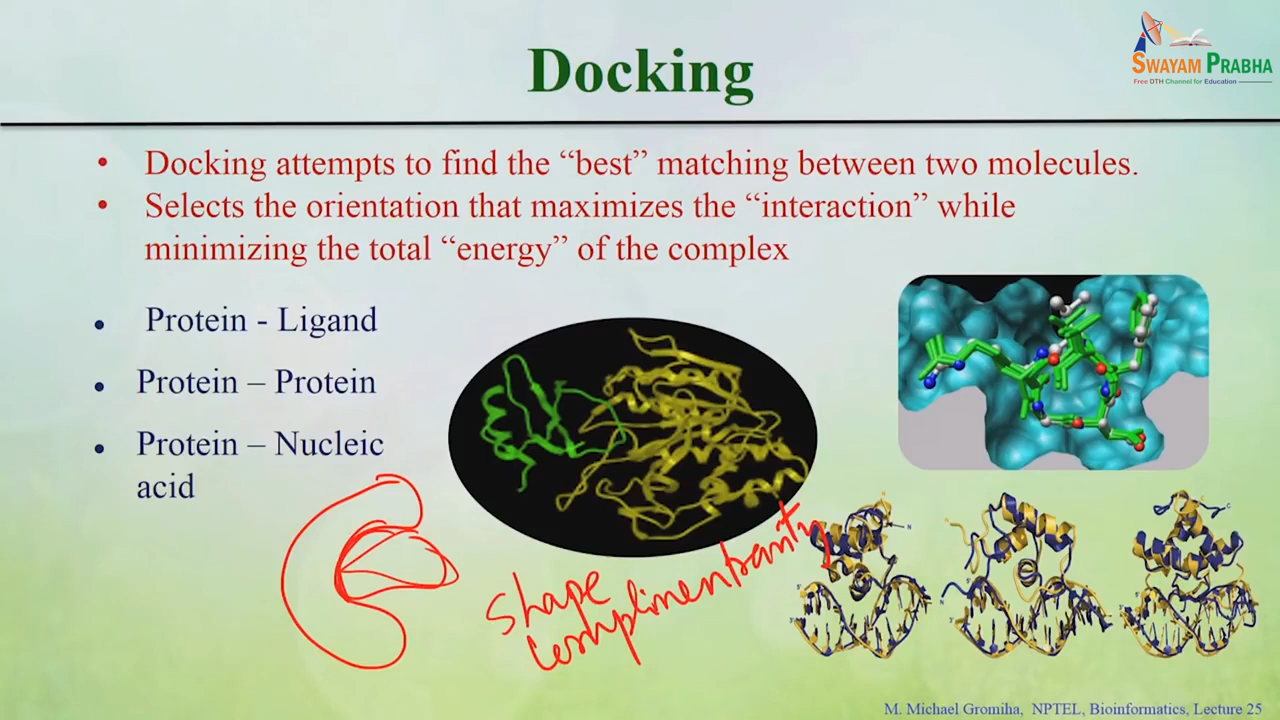 SWAYAM PRABHA
Free DTH Channel for Education
Docking
• Docking attempts to find the “best” matching between two molecules.
• Selects the orientation that maximizes the “interaction” while
minimizing the total “energy” of the complex
• Protein - Ligand
• Protein – Protein
• Protein – Nucleic
acid
shape
complimentarity
M. Michael Gromiha, NPTEL, Bioinformatics, Lecture 25